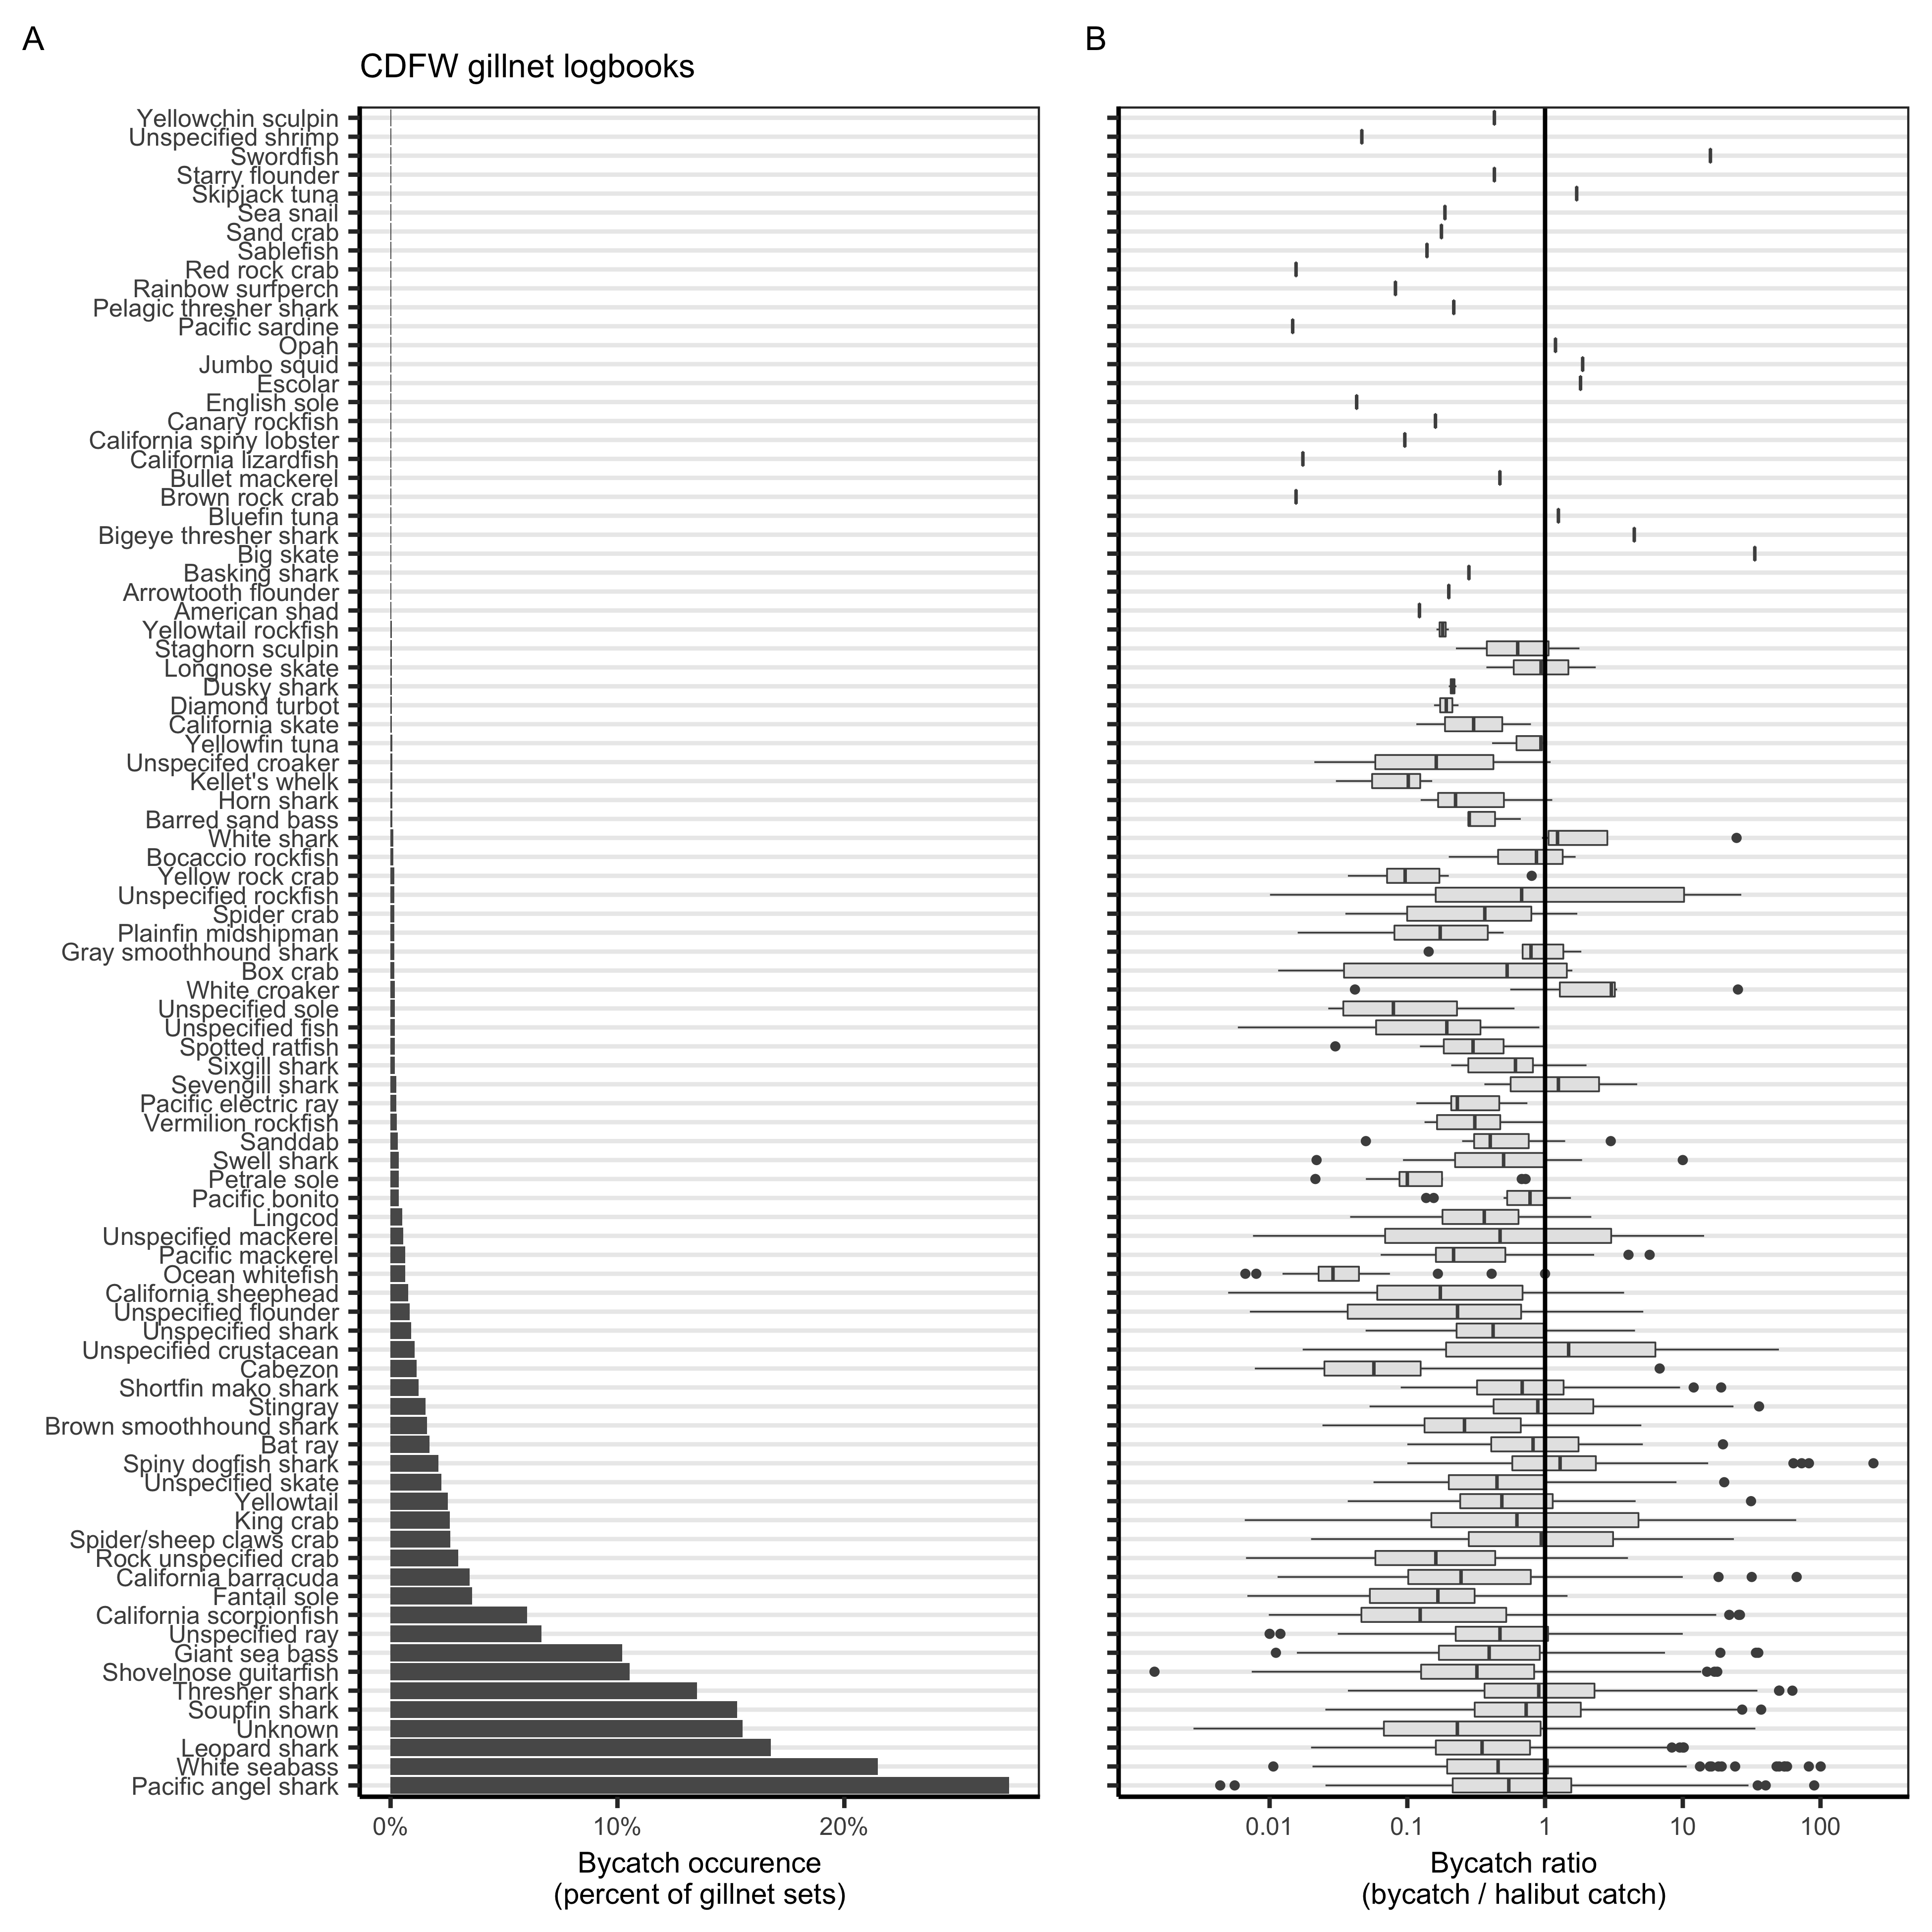 A
B
CDFW gillnet logbooks
Yellowchin sculpin
Unspecified shrimp
Swordfish
Starry flounder
Skipjack tuna
Sea snail
Sand crab
Sablefish
Red rock crab
Rainbow surfperch
Pelagic thresher shark
Pacific sardine
Opah
Jumbo squid
Escolar
English sole
Canary rockfish
California spiny lobster
California lizardfish
Bullet mackerel
Brown rock crab
Bluefin tuna
Bigeye thresher shark
Big skate
Basking shark
Arrowtooth flounder
American shad
Yellowtail rockfish
Staghorn sculpin
Longnose skate
Dusky shark
Diamond turbot
California skate
Yellowfin tuna
Unspecifed croaker
Kellet's whelk
Horn shark
Barred sand bass
White shark
Bocaccio rockfish
Yellow rock crab
Unspecified rockfish
Spider crab
Plainfin midshipman
Gray smoothhound shark
Box crab
White croaker
Unspecified sole
Unspecified fish
Spotted ratfish
Sixgill shark
Sevengill shark
Pacific electric ray
Vermilion rockfish
Sanddab
Swell shark
Petrale sole
Pacific bonito
Lingcod
Unspecified mackerel
Pacific mackerel
Ocean whitefish
California sheephead
Unspecified flounder
Unspecified shark
Unspecified crustacean
Cabezon
Shortfin mako shark
Stingray
Brown smoothhound shark
Bat ray
Spiny dogfish shark
Unspecified skate
Yellowtail
King crab
Spider/sheep claws crab
Rock unspecified crab
California barracuda
Fantail sole
California scorpionfish
Unspecified ray
Giant sea bass
Shovelnose guitarfish
Thresher shark
Soupfin shark
Unknown
Leopard shark
White seabass
Pacific angel shark
0% 10% 20%
Bycatch occurence
(percent of gillnet sets)
0.01 0.1 1 10 100
Bycatch ratio
(bycatch / halibut catch)